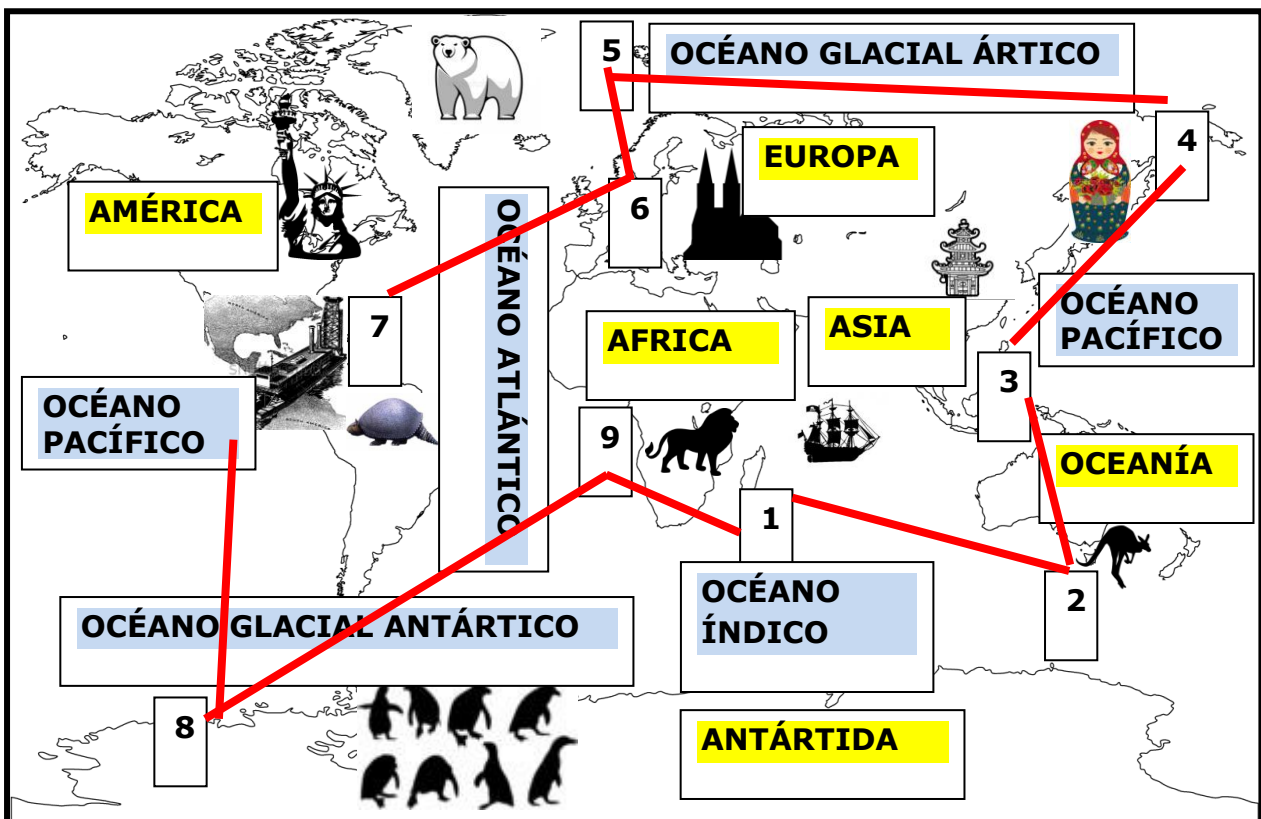 5
OCÉANO GLACIAL ÁRTICO
4
EUROPA
AMÉRICA
6
OCÉANO ATLÁNTICO
7
AFRICA
ASIA
OCÉANO
PACÍFICO
3
OCÉANO
PACÍFICO
9
OCEANÍA
1
OCÉANO
ÍNDICO
2
OCÉANO GLACIAL ANTÁRTICO
8
ANTÁRTIDA